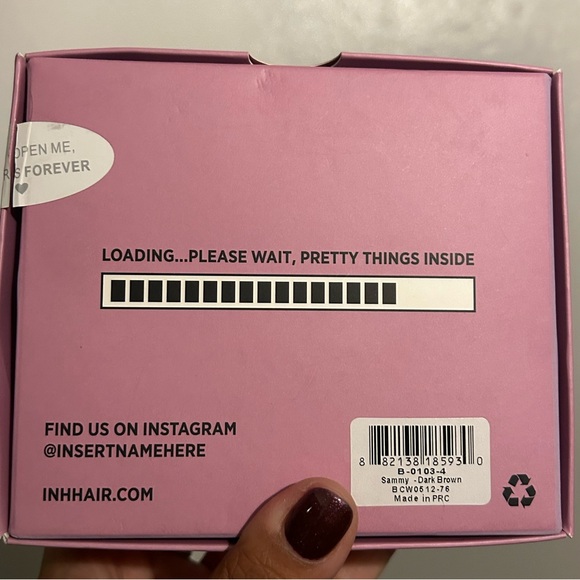 OPEN ME,
S FOREVER
LOADING...PLEASE WAIT, PRETTY THINGS INSIDE
FIND US ON INSTAGRAM
@INSERTNAMEHERE
INHHAIR.COM
8 82138 18593 0
B-0103-4
Sammy -Dark Brown
BCW0512-76
Made in PRC